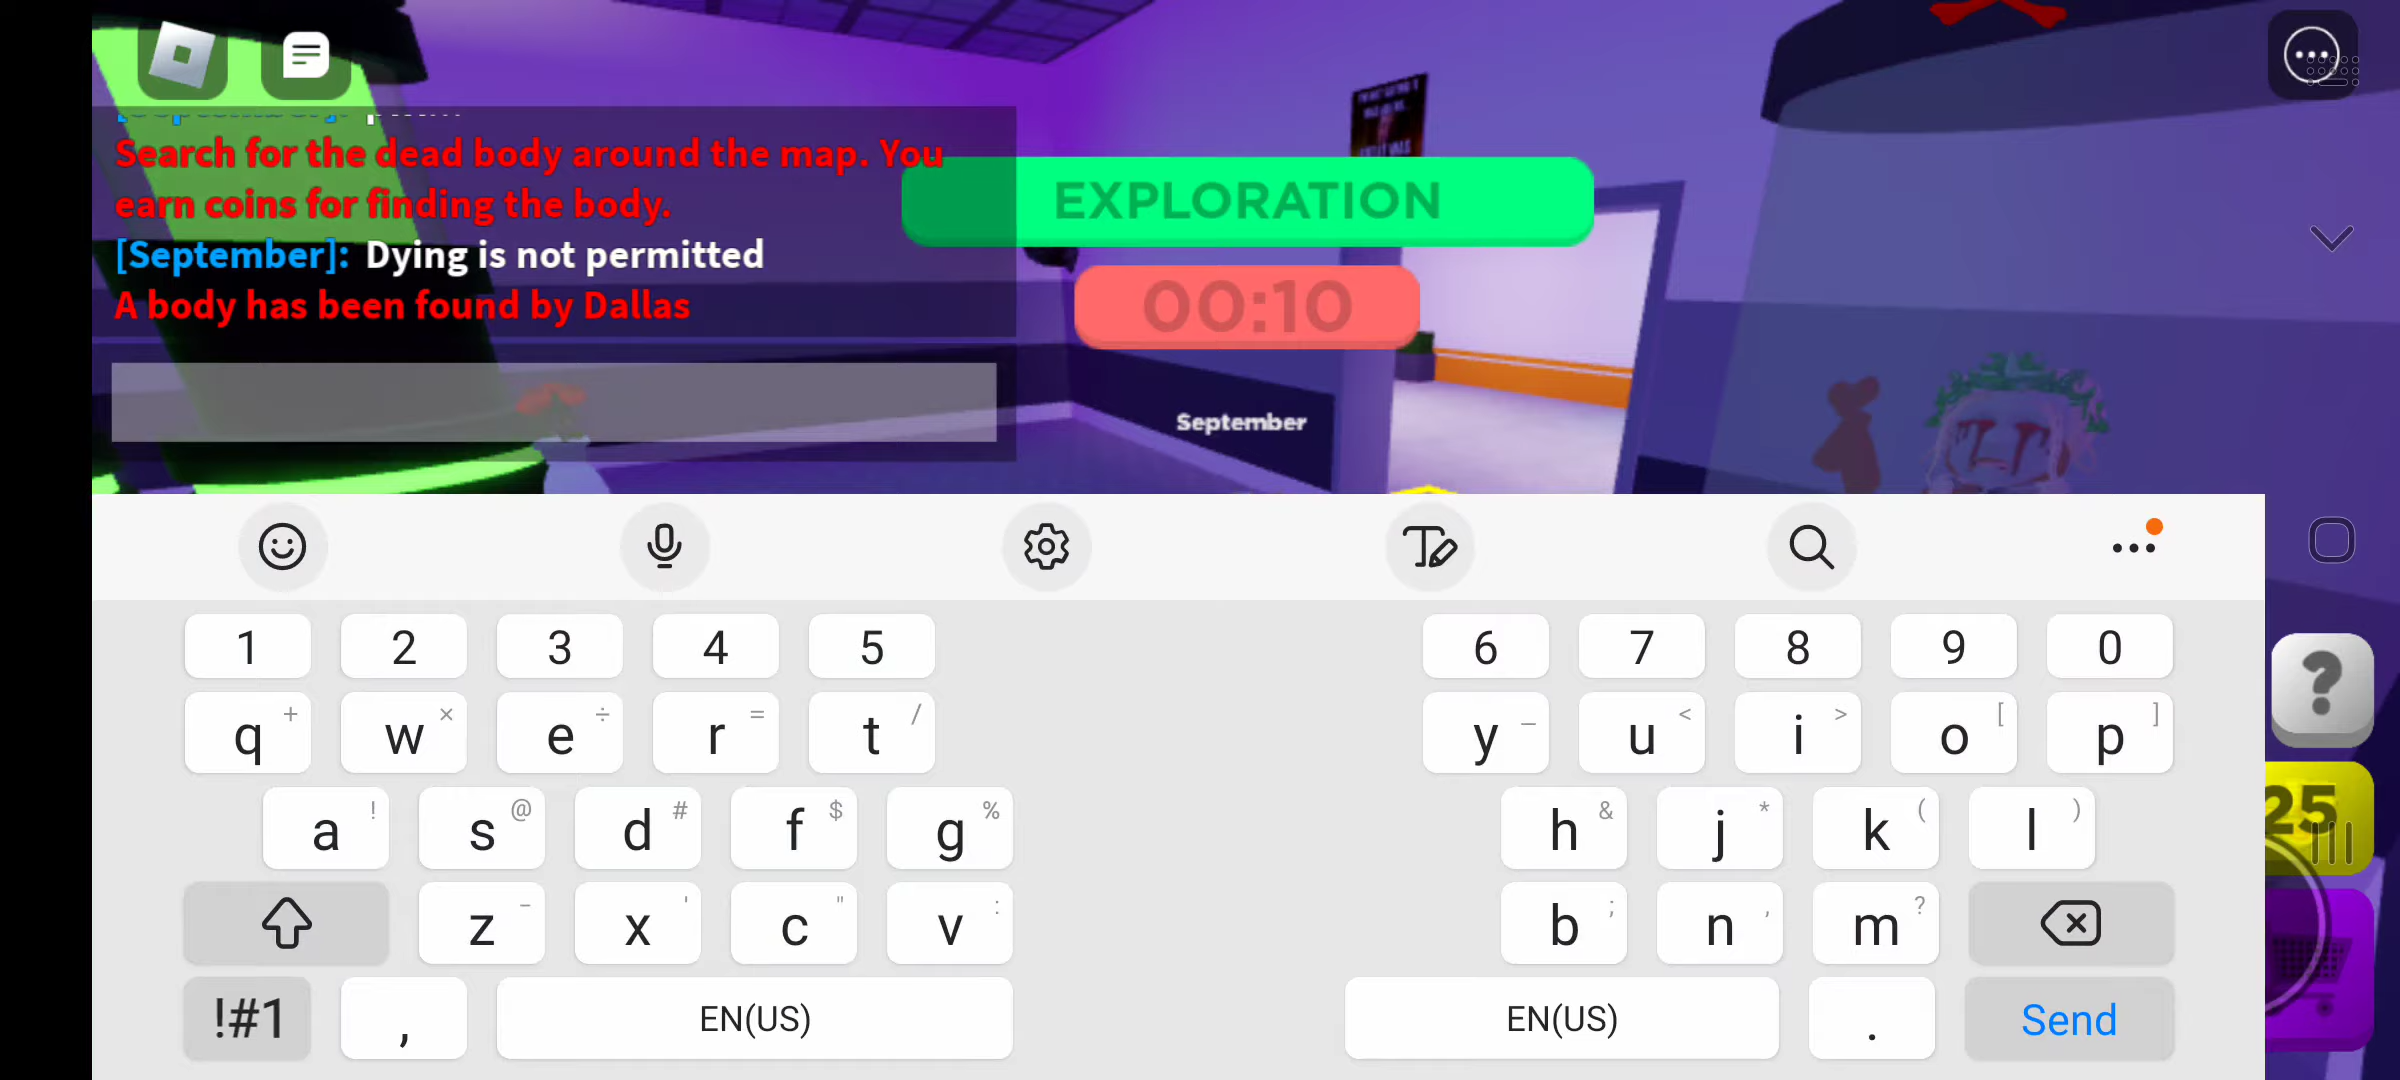 Search for the dead body around the map. You
earn coins for finding the body.
[September]: Dying is not permitted
A body has been found by Dallas
EXPLORATION
00:10
September
1 2 3 4 5 6 7 8 9 0
q + w × e ÷ r = t / y _ u < i > o [ p ]
a ! s @ d # f $ g % h & j * k ( l )
z - x ' c " v : b ; n , m ?
!#1 , EN(US) EN(US) . Send
?
25